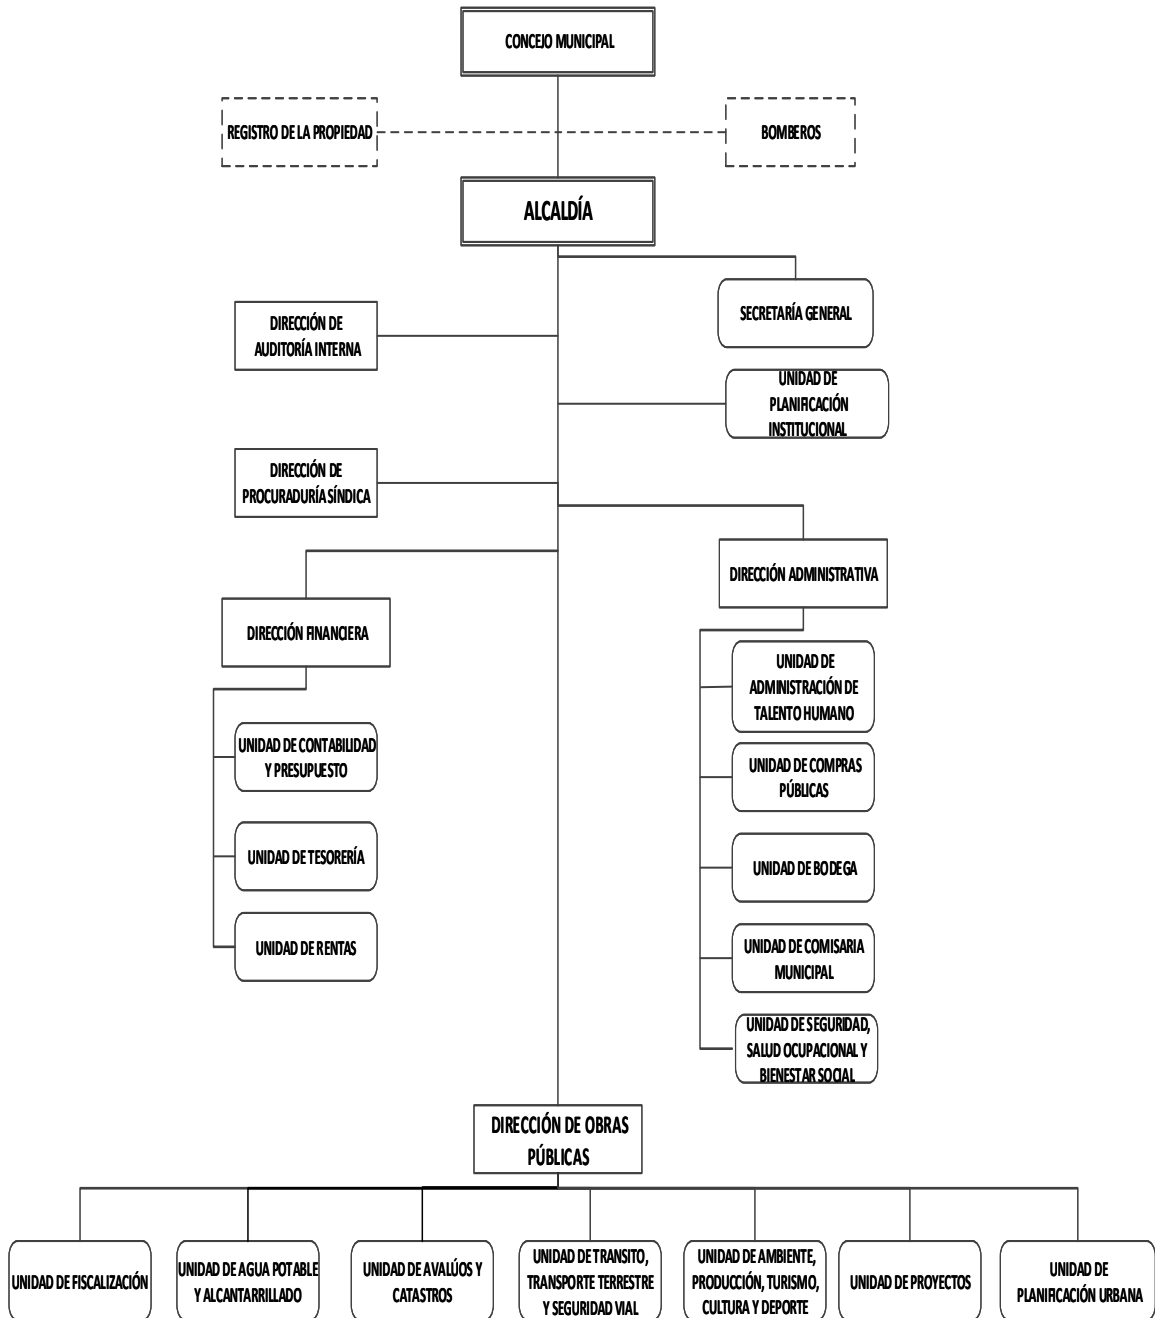 CONCEJO MUNICIPAL
REGISTRO DE LA PROPIEDAD
BOMBEROS
ALCALDÍA
SECRETARÍA GENERAL
DIRECCIÓN DE
AUDITORÍA INTERNA
UNIDAD DE
PLANIFICACIÓN
INSTITUCIONAL
DIRECCIÓN DE
PROCURADURÍA SÍNDICA
DIRECCIÓN ADMINISTRATIVA
DIRECCIÓN FINANCIERA
UNIDAD DE
ADMINISTRACIÓN DE
TALENTO HUMANO
UNIDAD DE CONTABILIDAD
Y PRESUPUESTO
UNIDAD DE COMPRAS
PÚBLICAS
UNIDAD DE TESORERÍA
UNIDAD DE BODEGA
UNIDAD DE RENTAS
UNIDAD DE COMISARIA
MUNICIPAL
UNIDAD DE SEGURIDAD,
SALUD OCUPACIONAL Y
BIENESTAR SOCIAL
DIRECCIÓN DE OBRAS
PÚBLICAS
UNIDAD DE FISCALIZACIÓN
UNIDAD DE AGUA POTABLE
Y ALCANTARRILLADO
UNIDAD DE AVALÚOS Y
CATASTROS
UNIDAD DE TRANSITO,
TRANSPORTE TERRESTRE
Y SEGURIDAD VIAL
UNIDAD DE AMBIENTE,
PRODUCCIÓN, TURISMO,
CULTURA Y DEPORTE
UNIDAD DE PROYECTOS
UNIDAD DE
PLANIFICACIÓN URBANA